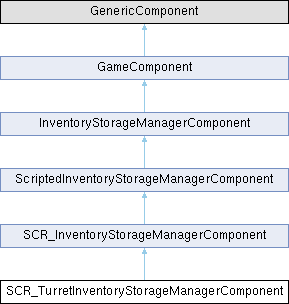 GenericComponent
GameComponent
InventoryStorageManagerComponent
ScriptedInventoryStorageManagerComponent
SCR_InventoryStorageManagerComponent
SCR_TurretInventoryStorageManagerComponent